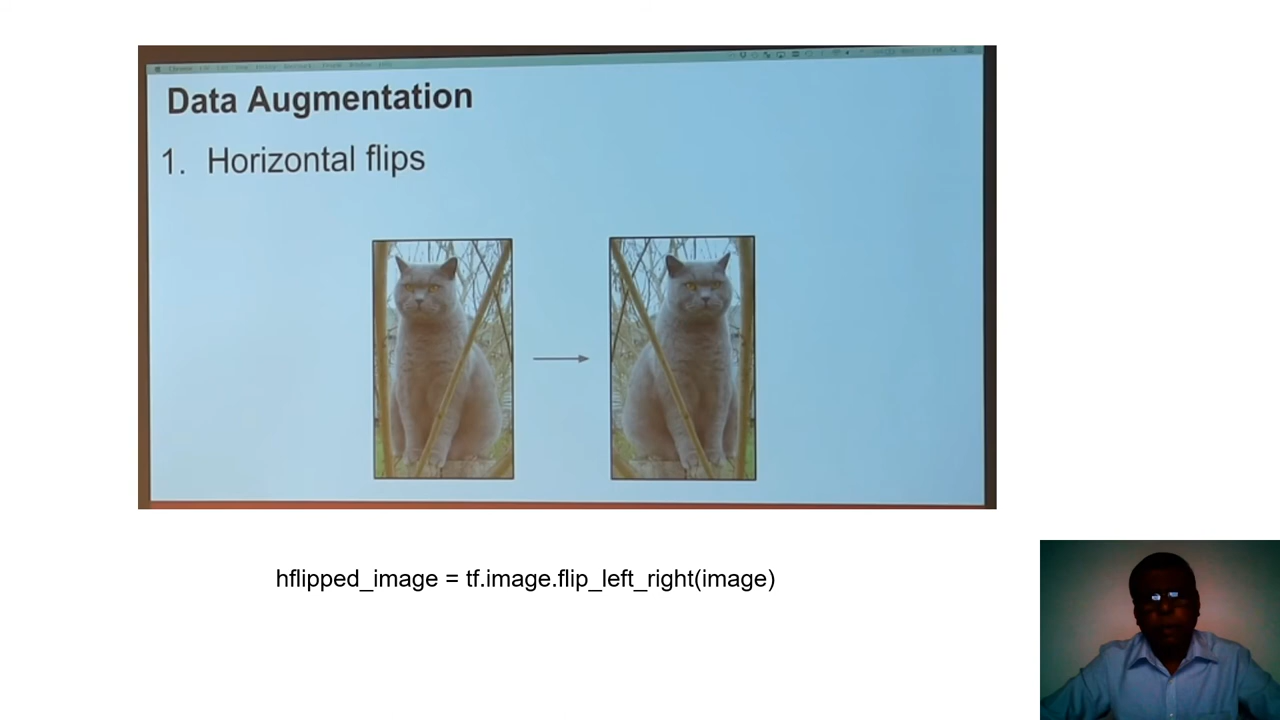 Data Augmentation
1. Horizontal flips
hflipped_image = tf.image.flip_left_right(image)